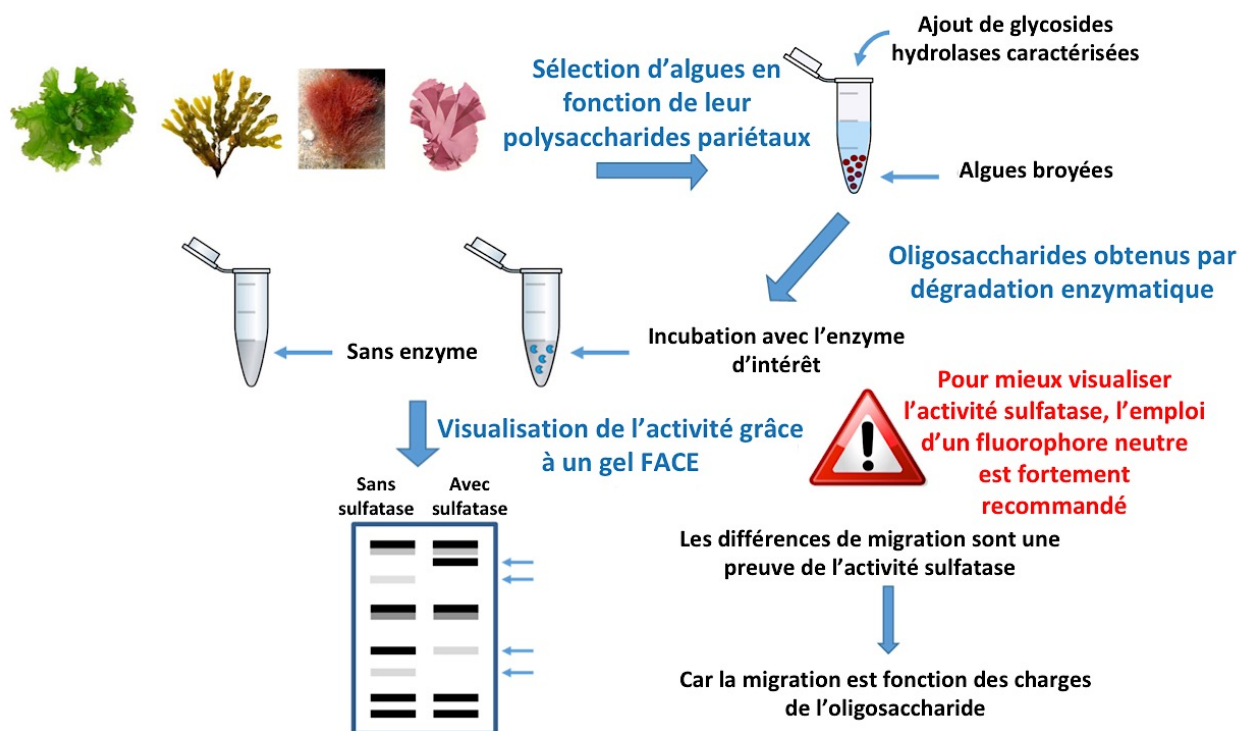 Ajout de glycosides
hydrolases caractérisées
Sélection d’algues en
fonction de leur
polysaccharides pariétaux
Algues broyées
Oligosaccharides obtenus par
dégradation enzymatique
Sans enzyme
Incubation avec l’enzyme
d’intérêt
Pour mieux visualiser
l’activité sulfatase, l’emploi
d’un fluorophore neutre
est fortement
recommandé
Visualisation de l’activité grâce
à un gel FACE
Sans
sulfatase
Avec
sulfatase
Les différences de migration sont une
preuve de l’activité sulfatase
Car la migration est fonction des charges
de l’oligosaccharide